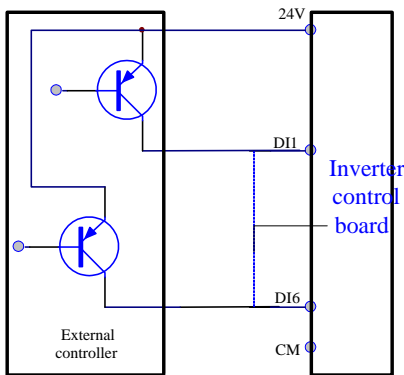 24V
DI1
Inverter
control
board
DI6
CM
External
controller